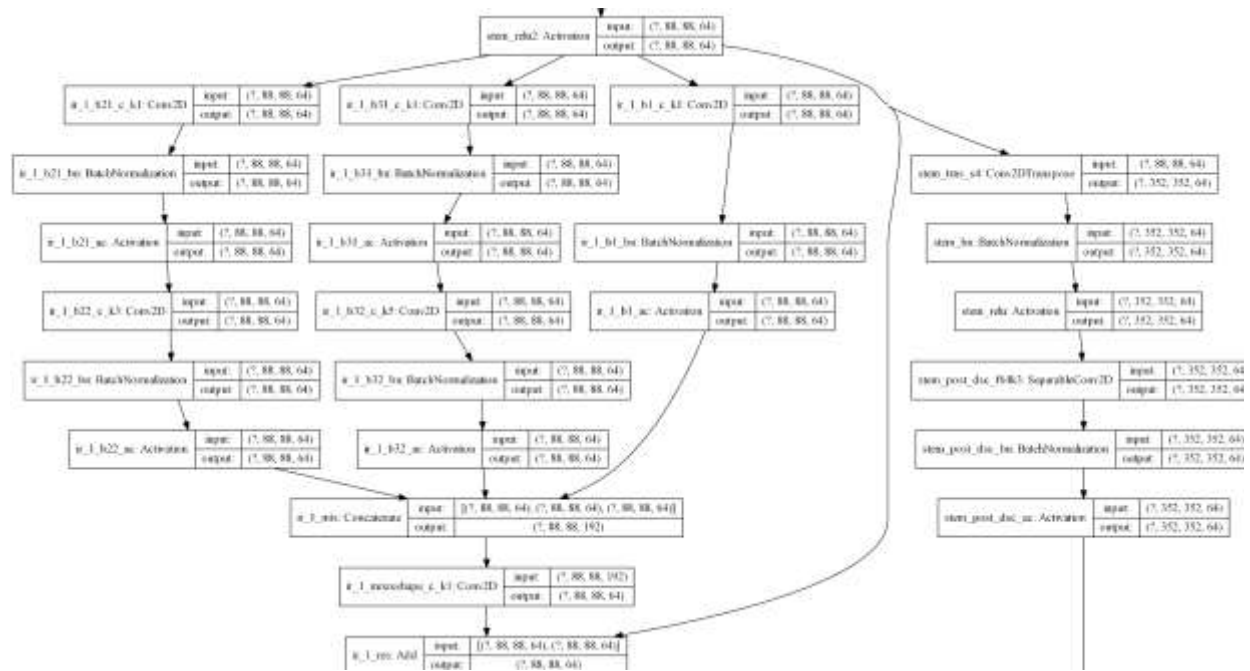 stem_relu2: Activation input: (?, 88, 88, 64)
output: (?, 88, 88, 64)
ir_1_b21_c_k1: Conv2D input: (?, 88, 88, 64)
output: (?, 88, 88, 64)
ir_1_b31_c_k1: Conv2D input: (?, 88, 88, 64)
output: (?, 88, 88, 64)
ir_1_b1_c_k1: Conv2D input: (?, 88, 88, 64)
output: (?, 88, 88, 64)
ir_1_b21_bn: BatchNormalization input: (?, 88, 88, 64)
output: (?, 88, 88, 64)
ir_1_b31_bn: BatchNormalization input: (?, 88, 88, 64)
output: (?, 88, 88, 64)
stem_trns_s4: Conv2DTranspose input: (?, 88, 88, 64)
output: (?, 352, 352, 64)
ir_1_b21_ac: Activation input: (?, 88, 88, 64)
output: (?, 88, 88, 64)
ir_1_b31_ac: Activation input: (?, 88, 88, 64)
output: (?, 88, 88, 64)
ir_1_b1_bn: BatchNormalization input: (?, 88, 88, 64)
output: (?, 88, 88, 64)
stem_bn: BatchNormalization input: (?, 352, 352, 64)
output: (?, 352, 352, 64)
ir_1_b22_c_k3: Conv2D input: (?, 88, 88, 64)
output: (?, 88, 88, 64)
ir_1_b32_c_k5: Conv2D input: (?, 88, 88, 64)
output: (?, 88, 88, 64)
ir_1_b1_ac: Activation input: (?, 88, 88, 64)
output: (?, 88, 88, 64)
stem_relu: Activation input: (?, 352, 352, 64)
output: (?, 352, 352, 64)
ir_1_b22_bn: BatchNormalization input: (?, 88, 88, 64)
output: (?, 88, 88, 64)
ir_1_b32_bn: BatchNormalization input: (?, 88, 88, 64)
output: (?, 88, 88, 64)
SeparableConv2D input: (?, 352, 352, 64
output: (?, 352, 352, 64
ir_1_b22_ac: Activation input: (?, 88, 88, 64)
output: (?, 88, 88, 64)
ir_1_b32_ac: Activation input: (?, 88, 88, 64)
output: (?, 88, 88, 64)
stem_post_dsc_bn: BatchNormalization input: (?, 352, 352, 64)
output: (?, 352, 352, 64)
ir_1_mix: Concatenate input: [(?, 88, 88, 64), (?, 88, 88, 64), (?, 88, 88, 64)]
output: (?, 88, 88, 192)
stem_post_dsc_ac: Activation input: (?, 352, 352, 64)
output: (?, 352, 352, 64)
Conv2D input: (?, 88, 88, 192)
output: (?, 88, 88, 64)
ir_1_res: Add input: [(?, 88, 88, 64), (?, 88, 88, 64)]
output: (?, 88, 88, 64)